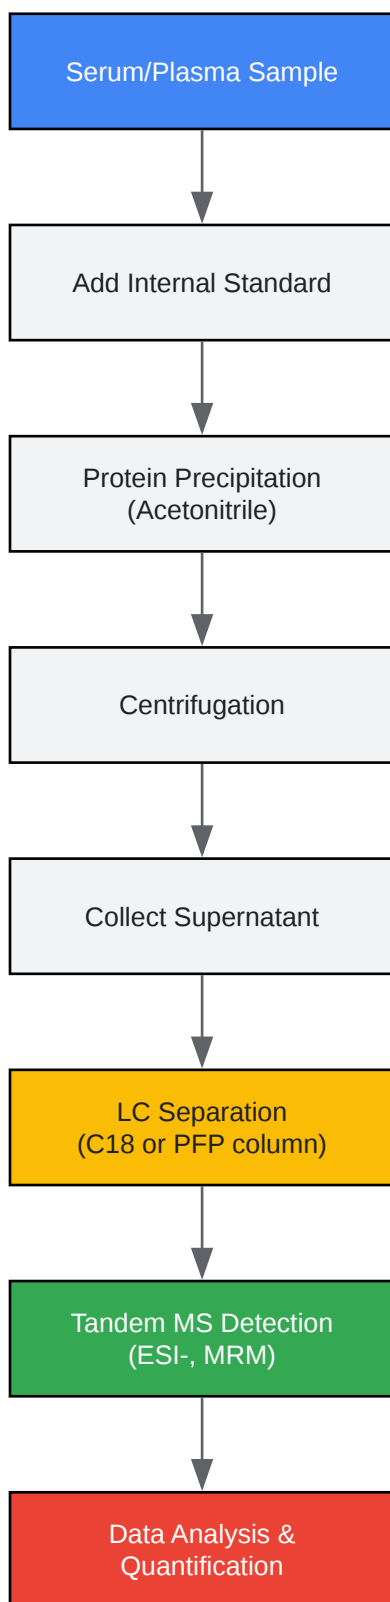 Serum/Plasma Sample
Add Internal Standard
Protein Precipitation
(Acetonitrile)
Centrifugation
Collect Supernatant
LC Separation
(C18 or PFP column)
Tandem MS Detection
(ESI-, MRM)
Data Analysis &
Quantification